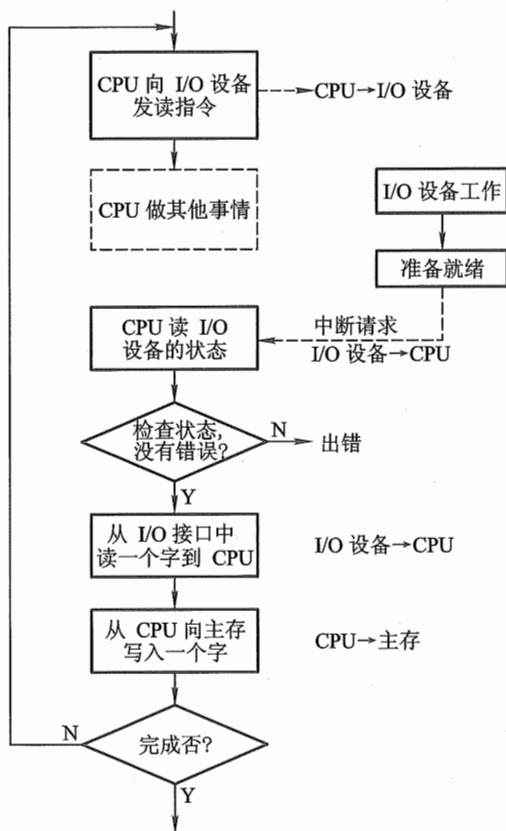 CPU 向 I/O 设备
发读指令
CPU→I/O 设备
CPU 做其他事情
I/O 设备工作
准备就绪
中断请求
I/O 设备→CPU
CPU 读 I/O
设备的状态
检查状态,
没有错误?
N
出错
Y
从 I/O 接口中
读一个字到 CPU
I/O 设备→CPU
从 CPU 向主存
写入一个字
CPU→主存
N
完成否?
Y